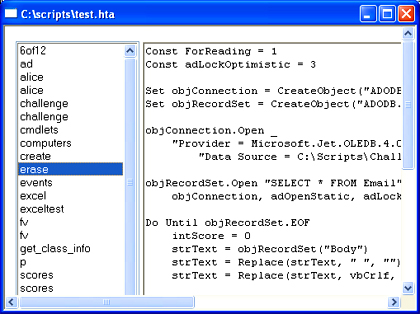 C:\scripts\test.hta
6of12
ad
alice
alice
challenge
challenge
cmdlets
computers
create
erase
events
excel
exceltest
fv
fv
get_class_info
p
scores
scores
Const ForReading = 1
Const adLockOptimistic = 3
Set objConnection = CreateObject("ADODB.
Set objRecordSet = CreateObject("ADODB.
objConnection.Open _
"Provider = Microsoft.Jet.OLEDB.4.0
"Data Source = C:\Scripts\Chall
objRecordSet.Open "SELECT * FROM Email"
objConnection, adOpenStatic, adLock
Do Until objRecordSet.EOF
intScore = 0
strText = objRecordSet("Body")
strText = Replace(strText, " ", "")
strText = Replace(strText, vbCrlf,